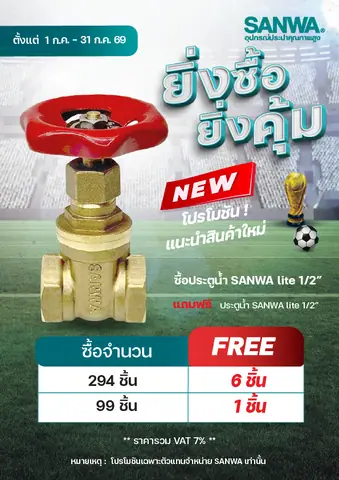 SANWA®
อุปกรณ์ประปาคุณภาพสูง
ตั้งแต่ 1 ก.ค. - 31 ก.ค. 69
ยิ่งซื้อ
ยิ่งคุ้ม
NEW
โปรโมชัน !
แนะนำสินค้าใหม่
SANWA
ซื้อประตูน้ำ SANWA lite 1/2”
แถมฟรี ประตูน้ำ SANWA lite 1/2”
ซื้อจำนวน FREE
294 ชิ้น 6 ชิ้น
99 ชิ้น 1 ชิ้น
** ราคารวม VAT 7% **
หมายเหตุ : โปรโมชันเฉพาะตัวแทนจำหน่าย SANWA เท่านั้น